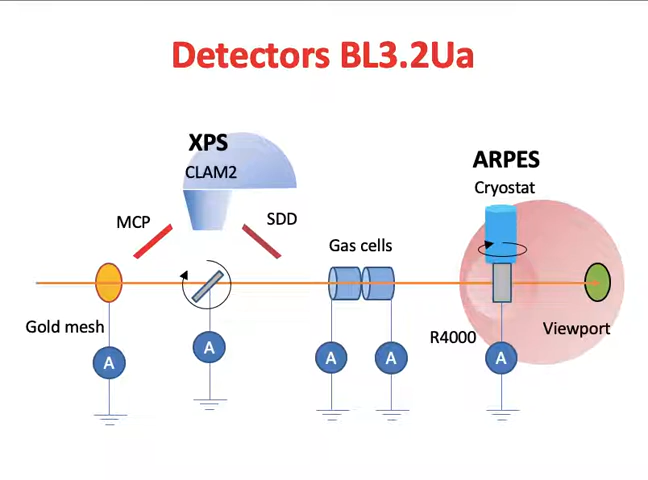 Detectors BL3.2Ua
XPS
CLAM2
ARPES
Cryostat
MCP
SDD
Gas cells
Gold mesh
R4000
Viewport
A
A
A
A
A